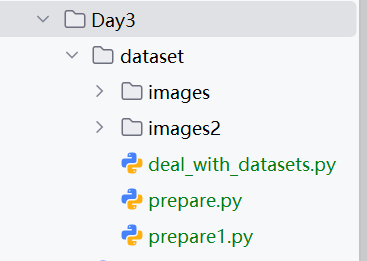 Day3
dataset
images
images2
deal_with_datasets.py
prepare.py
prepare1.py